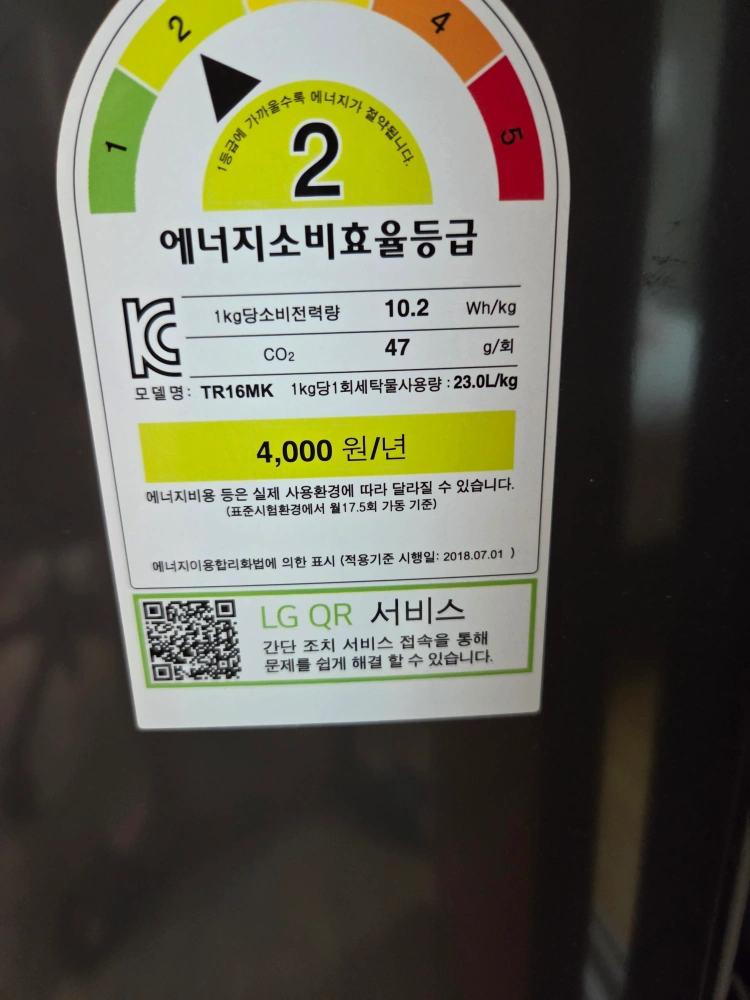 1 2 4 5
1등급에 가까울수록 에너지가 절약됩니다.
2
에너지소비효율등급
1kg당소비전력량 10.2 Wh/kg
CO₂ 47 g/회
모델명: TR16MK 1kg당1회세탁물사용량 : 23.0L/kg
4,000 원/년
에너지비용 등은 실제 사용환경에 따라 달라질 수 있습니다.
(표준시험환경에서 월17.5회 가동 기준)
에너지이용합리화법에 의한 표시 (적용기준 시행일: 2018.07.01 )
LG QR 서비스
간단 조치 서비스 접속을 통해
문제를 쉽게 해결 할 수 있습니다.